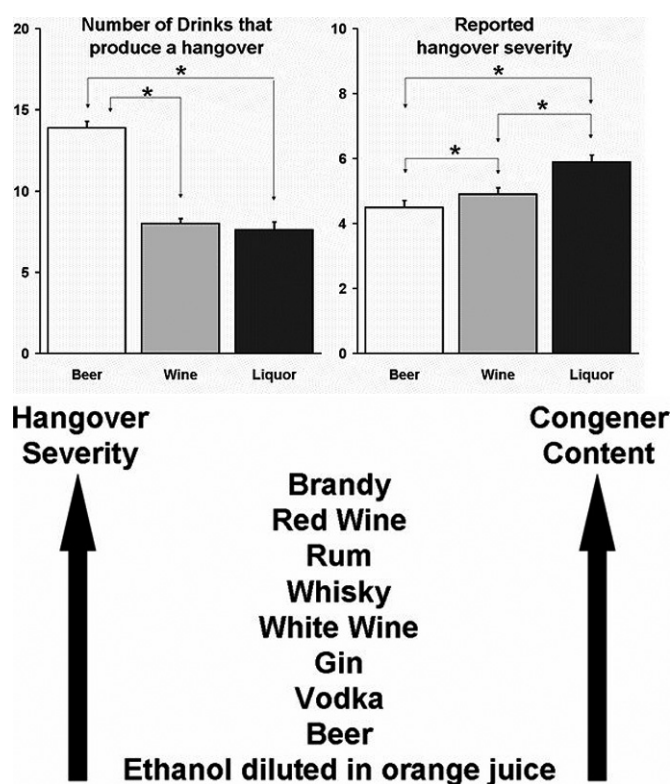 Number of Drinks that
produce a hangover
20
15
10
5
0
*
*
Beer Wine Liquor
Reported
hangover severity
10
8
6
4
2
0
*
*
*
Beer Wine Liquor
Hangover
Severity
Congener
Content
Brandy
Red Wine
Rum
Whisky
White Wine
Gin
Vodka
Beer
Ethanol diluted in orange juice